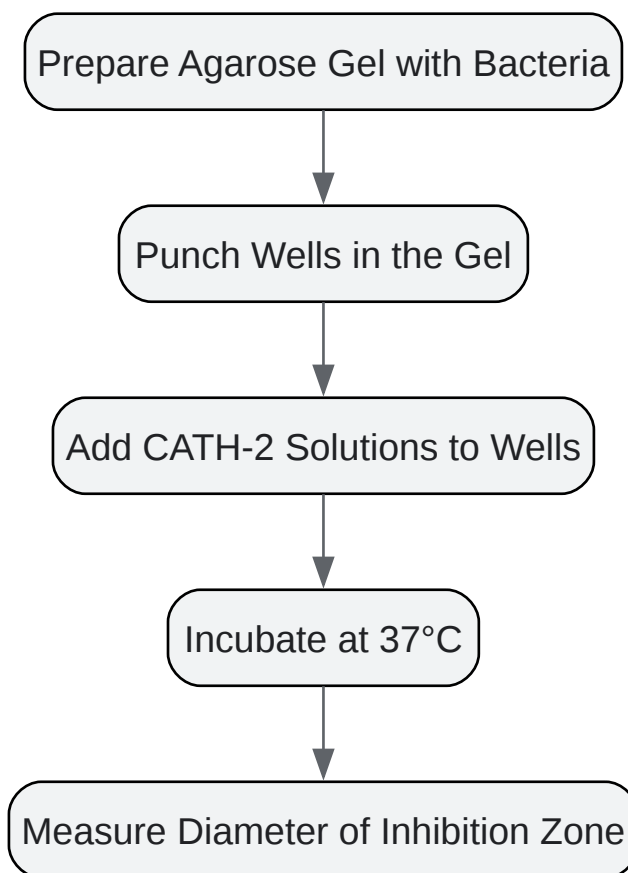 Prepare Agarose Gel with Bacteria
Punch Wells in the Gel
Add CATH-2 Solutions to Wells
Incubate at 37°C
Measure Diameter of Inhibition Zone